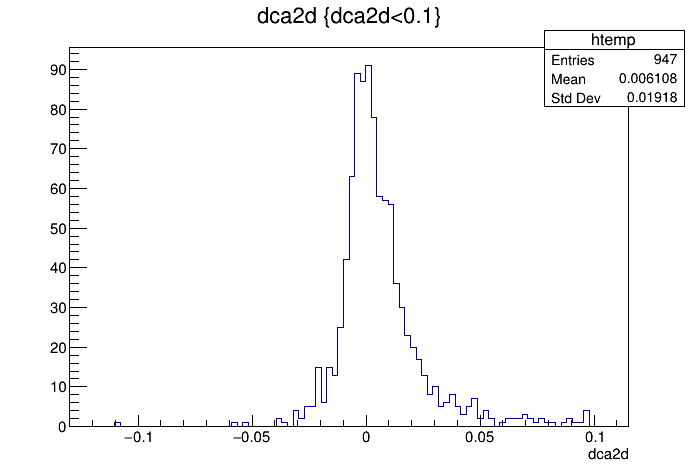 dca2d {dca2d<0.1}
htemp
Entries 947
Mean 0.006108
Std Dev 0.01918
90
80
70
60
50
40
30
20
10
0
−0.1 −0.05 0 0.05 0.1
dca2d